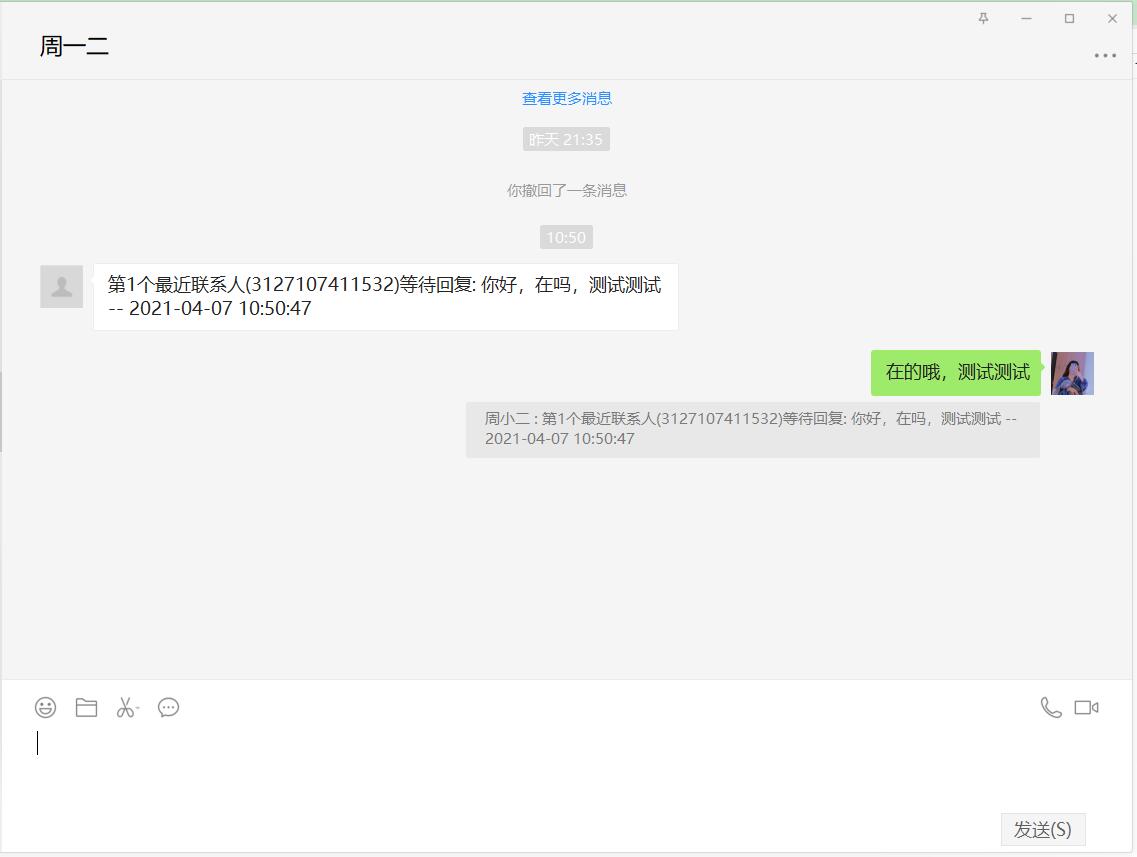 周一二
查看更多消息
昨天 21:35
你撤回了一条消息
10:50
第1个最近联系人(3127107411532)等待回复: 你好，在吗，测试测试
-- 2021-04-07 10:50:47
在的哦，测试测试
周小二 : 第1个最近联系人(3127107411532)等待回复: 你好，在吗，测试测试 --
2021-04-07 10:50:47
发送(S)